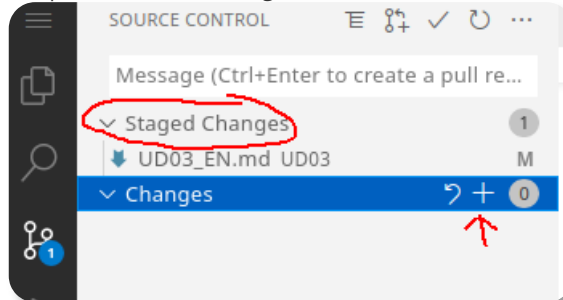 SOURCE CONTROL
Message (Ctrl+Enter to create a pull re...
Staged Changes 1
UD03_EN.md UD03 M
Changes 0
1